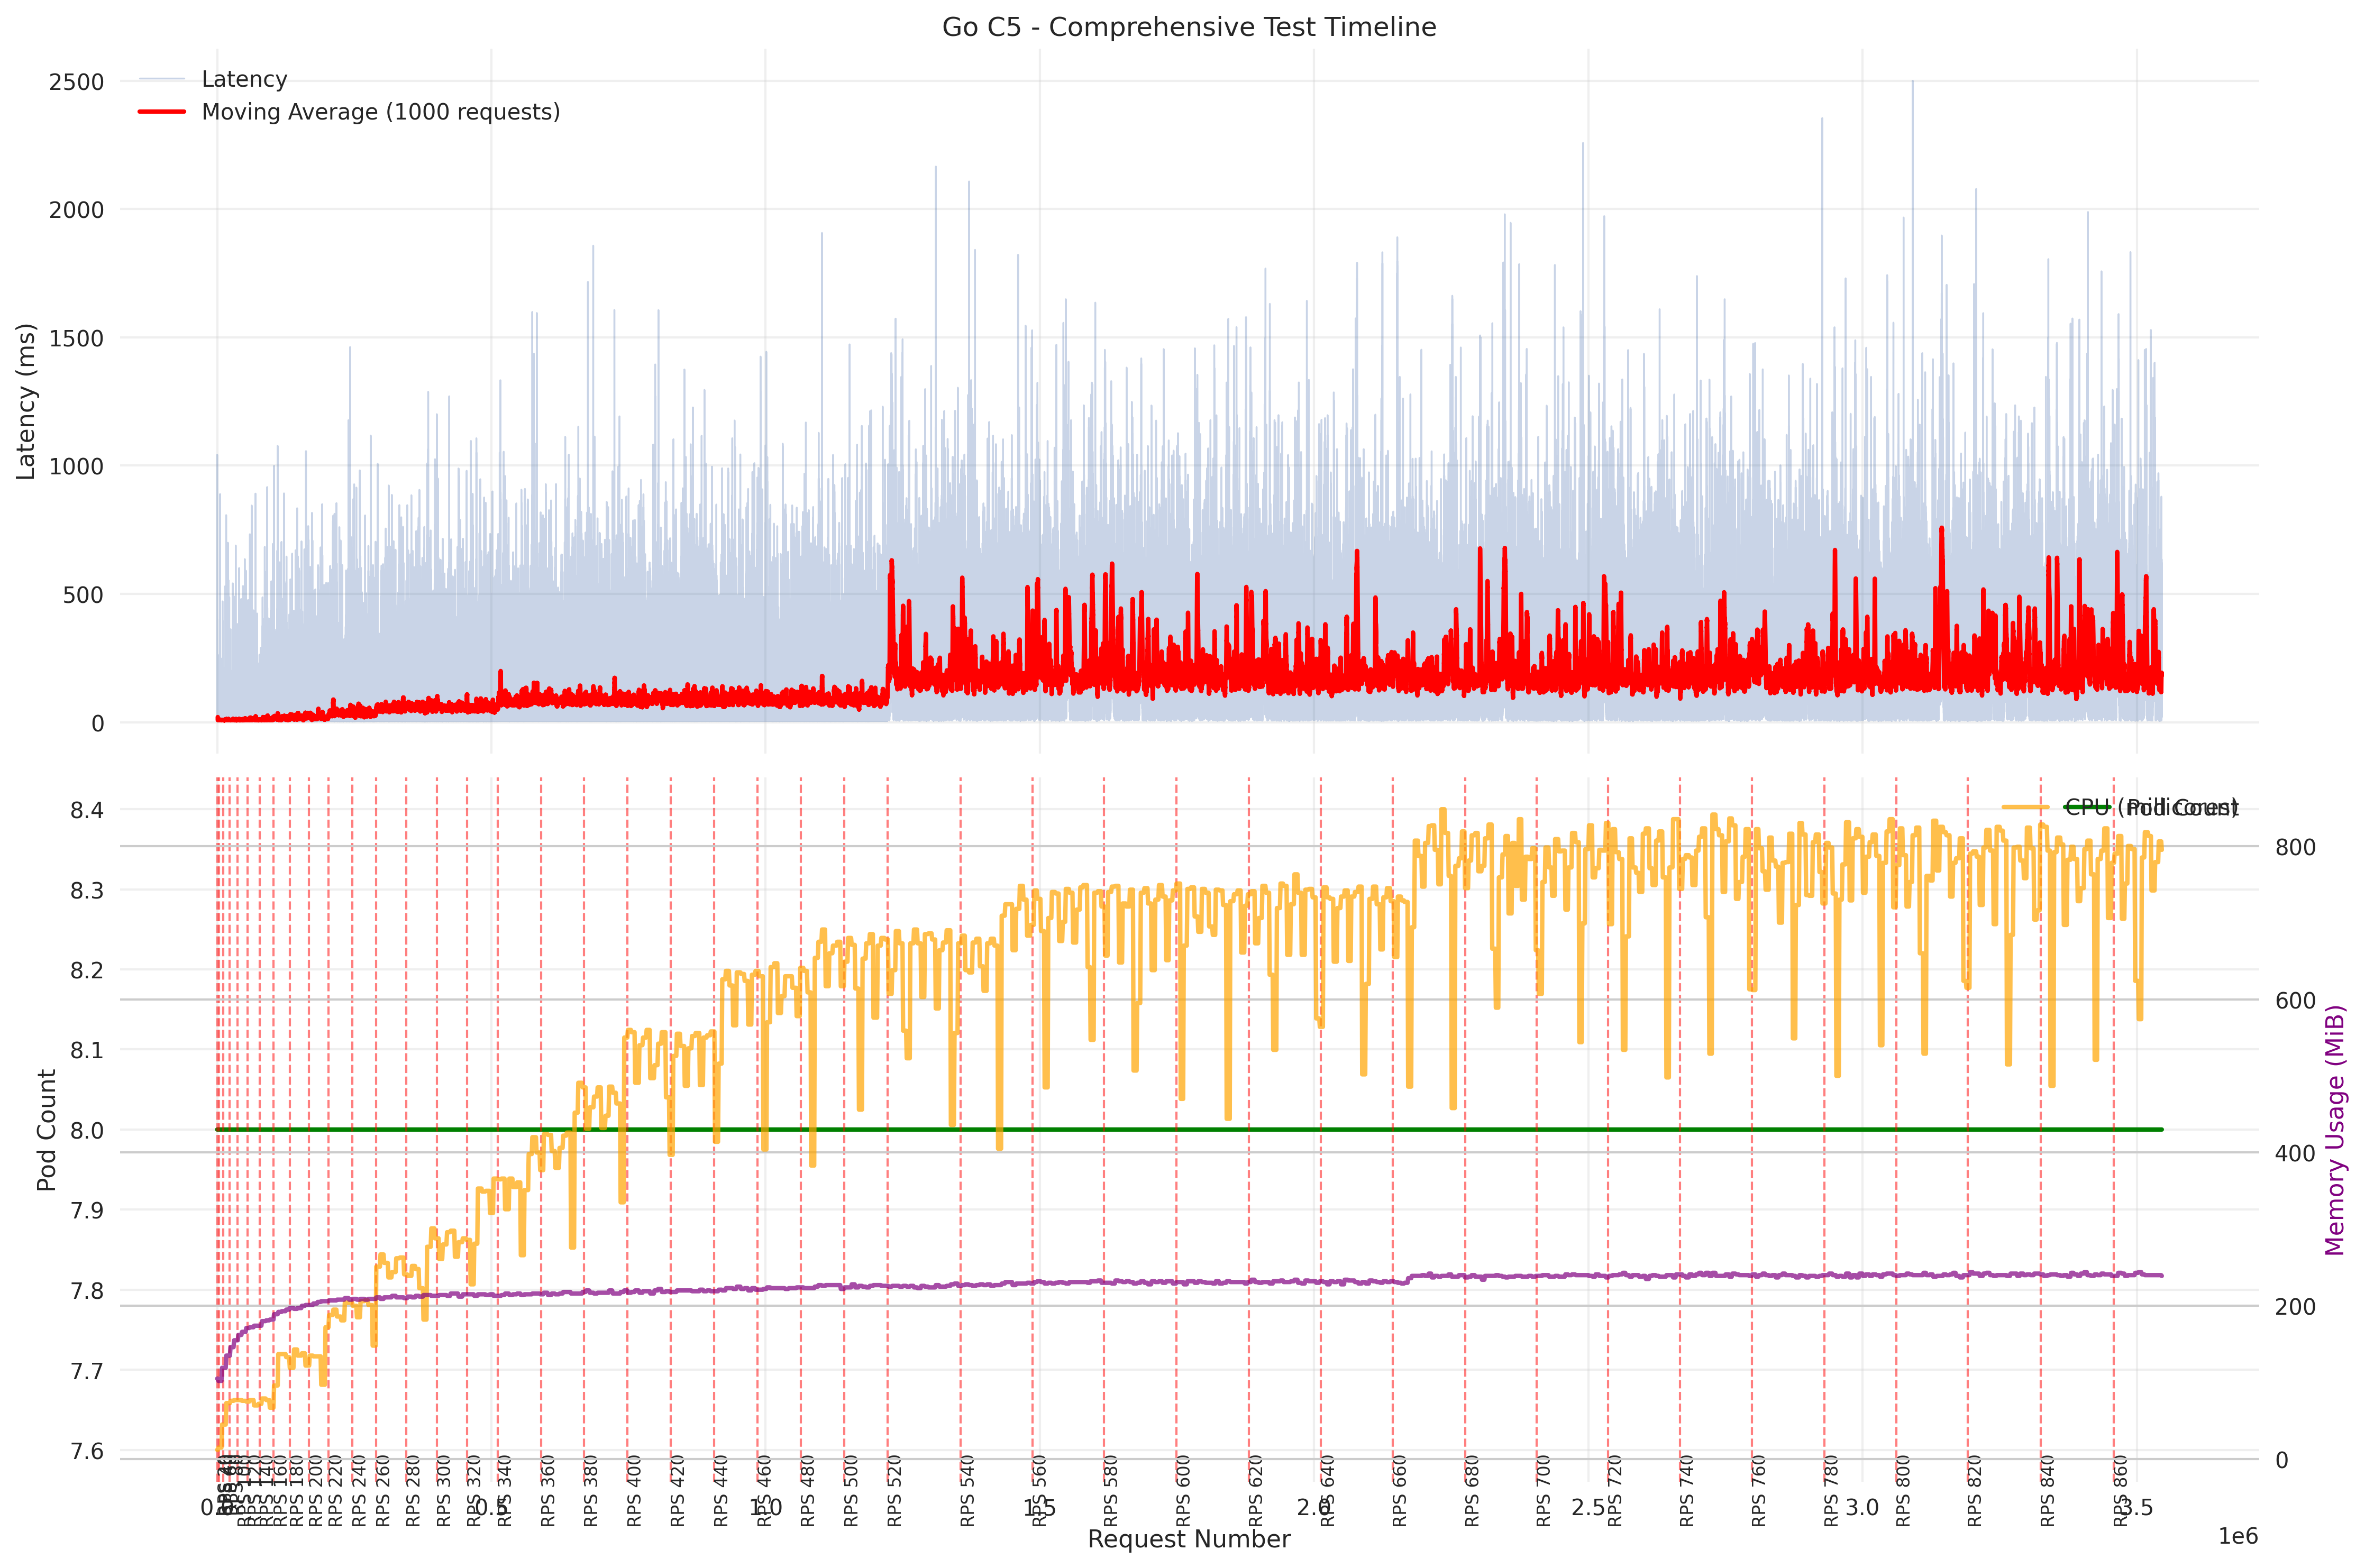 Go C5 - Comprehensive Test Timeline
Latency
Moving Average (1000 requests)
2500
2000
1500
1000
500
0
Latency (ms)
8.4
8.3
8.2
8.1
8.0
7.9
7.8
7.7
7.6
Pod Count
CPU (millicores)
Pod Count
800
600
400
200
0
Memory Usage (MiB)
RPS 100
RPS 120
RPS 140
RPS 160
RPS 180
RPS 200
RPS 220
RPS 240
RPS 260
RPS 280
RPS 300
RPS 320
RPS 340
RPS 360
RPS 380
RPS 400
RPS 420
RPS 440
RPS 460
RPS 480
RPS 500
RPS 520
RPS 540
RPS 560
RPS 580
RPS 600
RPS 620
RPS 640
RPS 660
RPS 680
RPS 700
RPS 720
RPS 740
RPS 760
RPS 780
RPS 800
RPS 820
RPS 840
RPS 860
0.5
1.0
1.5
2.0
2.5
3.0
3.5
1e6
Request Number